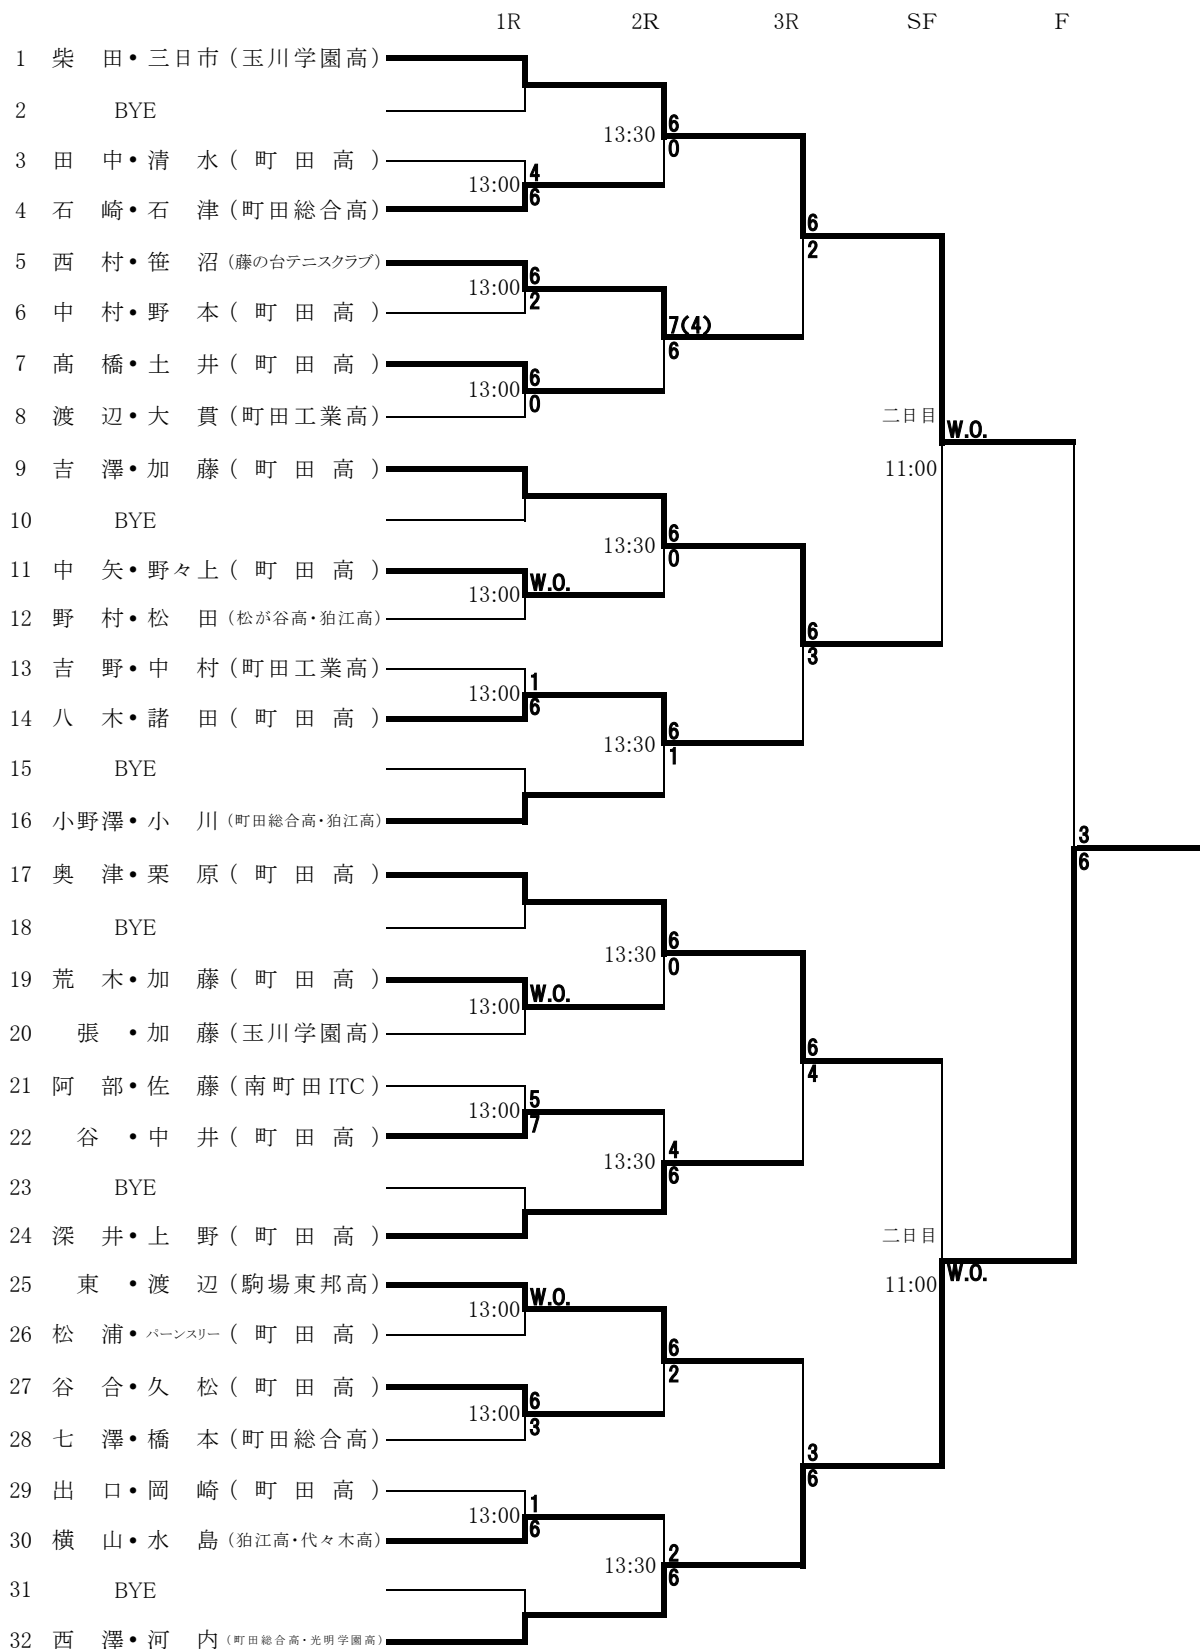 1R 2R 3R SF F
1 柴 田・三日市 (玉川学園高)
2 BYE
13:30 6
0
3 田 中・清 水 ( 町 田 高 )
13:00 4
6
4 石 崎・石 津 (町田総合高)
6
2
5 西 村・笹 沼 (藤の台テニスクラブ)
13:00 6
2
6 中 村・野 本 ( 町 田 高 )
7(4)
6
7 髙 橋・土 井 ( 町 田 高 )
13:00 6
0
8 渡 辺・大 貫 (町田工業高)
二日目 W.O.
11:00
9 吉 澤・加 藤 ( 町 田 高 )
10 BYE
13:30 6
0
11 中 矢・野々上 ( 町 田 高 )
13:00 W.O.
12 野 村・松 田 (松が谷高・狛江高)
6
3
13 吉 野・中 村 (町田工業高)
13:00 1
6
14 八 木・諸 田 ( 町 田 高 )
13:30 6
1
15 BYE
16 小野澤・小 川 (町田総合高・狛江高)
3
6
17 奥 津・栗 原 ( 町 田 高 )
18 BYE
13:30 6
0
19 荒 木・加 藤 ( 町 田 高 )
13:00 W.O.
20 張 ・加 藤 (玉川学園高)
6
4
21 阿 部・佐 藤 (南町田ITC)
13:00 5
7
22 谷 ・中 井 ( 町 田 高 )
13:30 4
6
23 BYE
24 深 井・上 野 ( 町 田 高 )
二日目
11:00 W.O.
25 東 ・渡 辺 (駒場東邦高)
13:00 W.O.
26 松 浦・パーンスリー ( 町 田 高 )
6
2
27 谷 合・久 松 ( 町 田 高 )
13:00 6
3
28 七 澤・橋 本 (町田総合高)
3
6
29 出 口・岡 崎 ( 町 田 高 )
13:00 1
6
30 横 山・水 島 (狛江高・代々木高)
13:30 2
6
31 BYE
32 西 澤・河 内 (町田総合高・光明学園高)